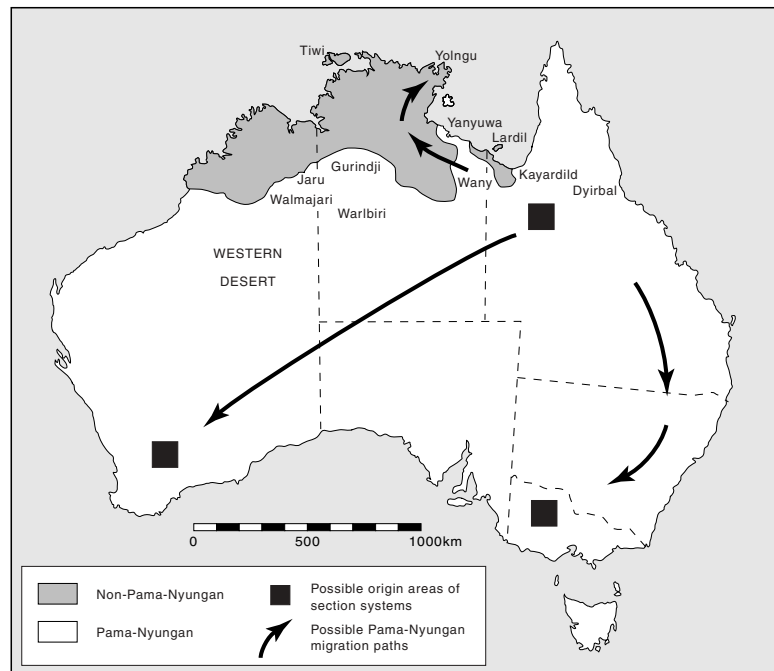 Tiwi
Yolngu
Yanyuwa
Lardil
Gurindji
Jaru
Wany
Kayardild
Dyirbal
Walmajari
Warlbiri
WESTERN
DESERT
0 500 1000km
Non-Pama-Nyungan
Pama-Nyungan
Possible origin areas of
section systems
Possible Pama-Nyungan
migration paths